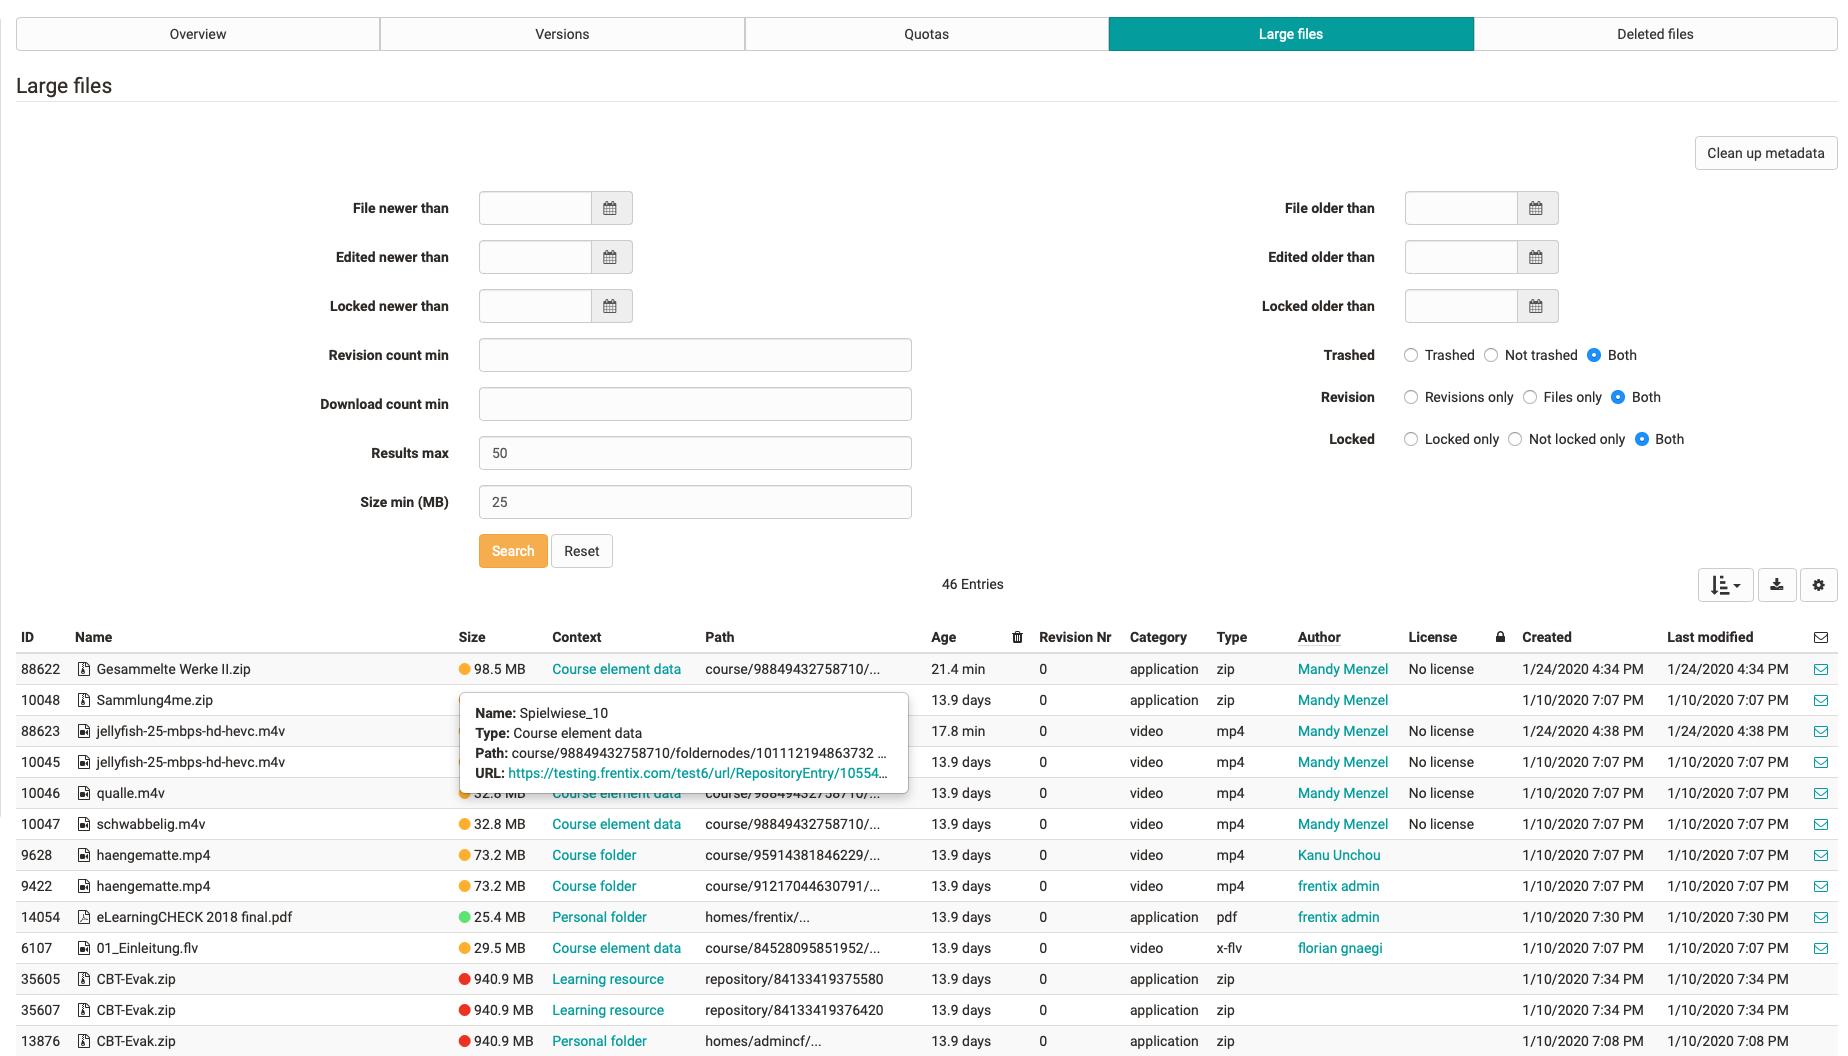 Overview Versions Quotas Large files Deleted files
Large files
Clean up metadata
File newer than File older than
Edited newer than Edited older than
Locked newer than Locked older than
Revision count min Trashed Trashed Not trashed Both
Download count min Revision Revisions only Files only Both
Results max 50 Locked Locked only Not locked only Both
Size min (MB) 25
Search Reset
46 Entries
ID Name Size Context Path Age Revision Nr Category Type Author License Created Last modified
88622 Gesammelte Werke II.zip 98.5 MB Course element data course/98849432758710/... 21.4 min 0 application zip Mandy Menzel No license 1/24/2020 4:34 PM 1/24/2020 4:34 PM
10048 Sammlung4me.zip 13.9 days 0 application zip Mandy Menzel 1/10/2020 7:07 PM 1/10/2020 7:07 PM
88623 jellyfish-25-mbps-hd-hevc.m4v 17.8 min 0 video mp4 Mandy Menzel No license 1/24/2020 4:38 PM 1/24/2020 4:38 PM
10045 jellyfish-25-mbps-hd-hevc.m4v 13.9 days 0 video mp4 Mandy Menzel No license 1/10/2020 7:07 PM 1/10/2020 7:07 PM
Name: Spielwiese_10
Type: Course element data
Path: course/98849432758710/foldernodes/101112194863732 ...
URL: https://testing.frentix.com/test6/url/RepositoryEntry/10554...
10046 qualle.m4v 32.8 MB Course element data course/98849432758710/... 13.9 days 0 video mp4 Mandy Menzel No license 1/10/2020 7:07 PM 1/10/2020 7:07 PM
10047 schwabbelig.m4v 32.8 MB Course element data course/98849432758710/... 13.9 days 0 video mp4 Mandy Menzel No license 1/10/2020 7:07 PM 1/10/2020 7:07 PM
9628 haengematte.mp4 73.2 MB Course folder course/95914381846229/... 13.9 days 0 video mp4 Kanu Unchou 1/10/2020 7:07 PM 1/10/2020 7:07 PM
9422 haengematte.mp4 73.2 MB Course folder course/91217044630791/... 13.9 days 0 video mp4 frentix admin 1/10/2020 7:07 PM 1/10/2020 7:07 PM
14054 eLearningCHECK 2018 final.pdf 25.4 MB Personal folder homes/frentix/... 13.9 days 0 application pdf frentix admin 1/10/2020 7:30 PM 1/10/2020 7:30 PM
6107 01_Einleitung.flv 29.5 MB Course element data course/84528095851952/... 13.9 days 0 video x-flv florian gnaegi 1/10/2020 7:07 PM 1/10/2020 7:07 PM
35605 CBT-Evak.zip 940.9 MB Learning resource repository/84133419375580 13.9 days 0 application zip 1/10/2020 7:34 PM 1/10/2020 7:34 PM
35607 CBT-Evak.zip 940.9 MB Learning resource repository/84133419376420 13.9 days 0 application zip 1/10/2020 7:34 PM 1/10/2020 7:34 PM
13876 CBT-Evak.zip 940.9 MB Personal folder homes/admincf/... 13.9 days 0 application zip 1/10/2020 7:08 PM 1/10/2020 7:08 PM